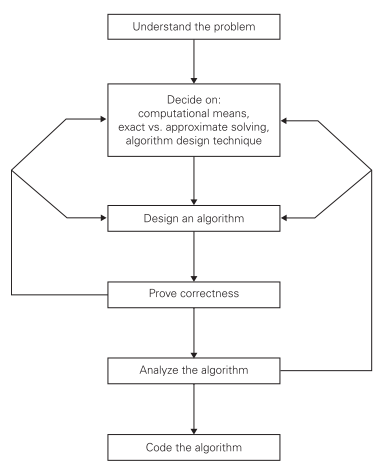 Understand the problem
Decide on:
computational means,
exact vs. approximate solving,
algorithm design technique
Design an algorithm
Prove correctness
Analyze the algorithm
Code the algorithm